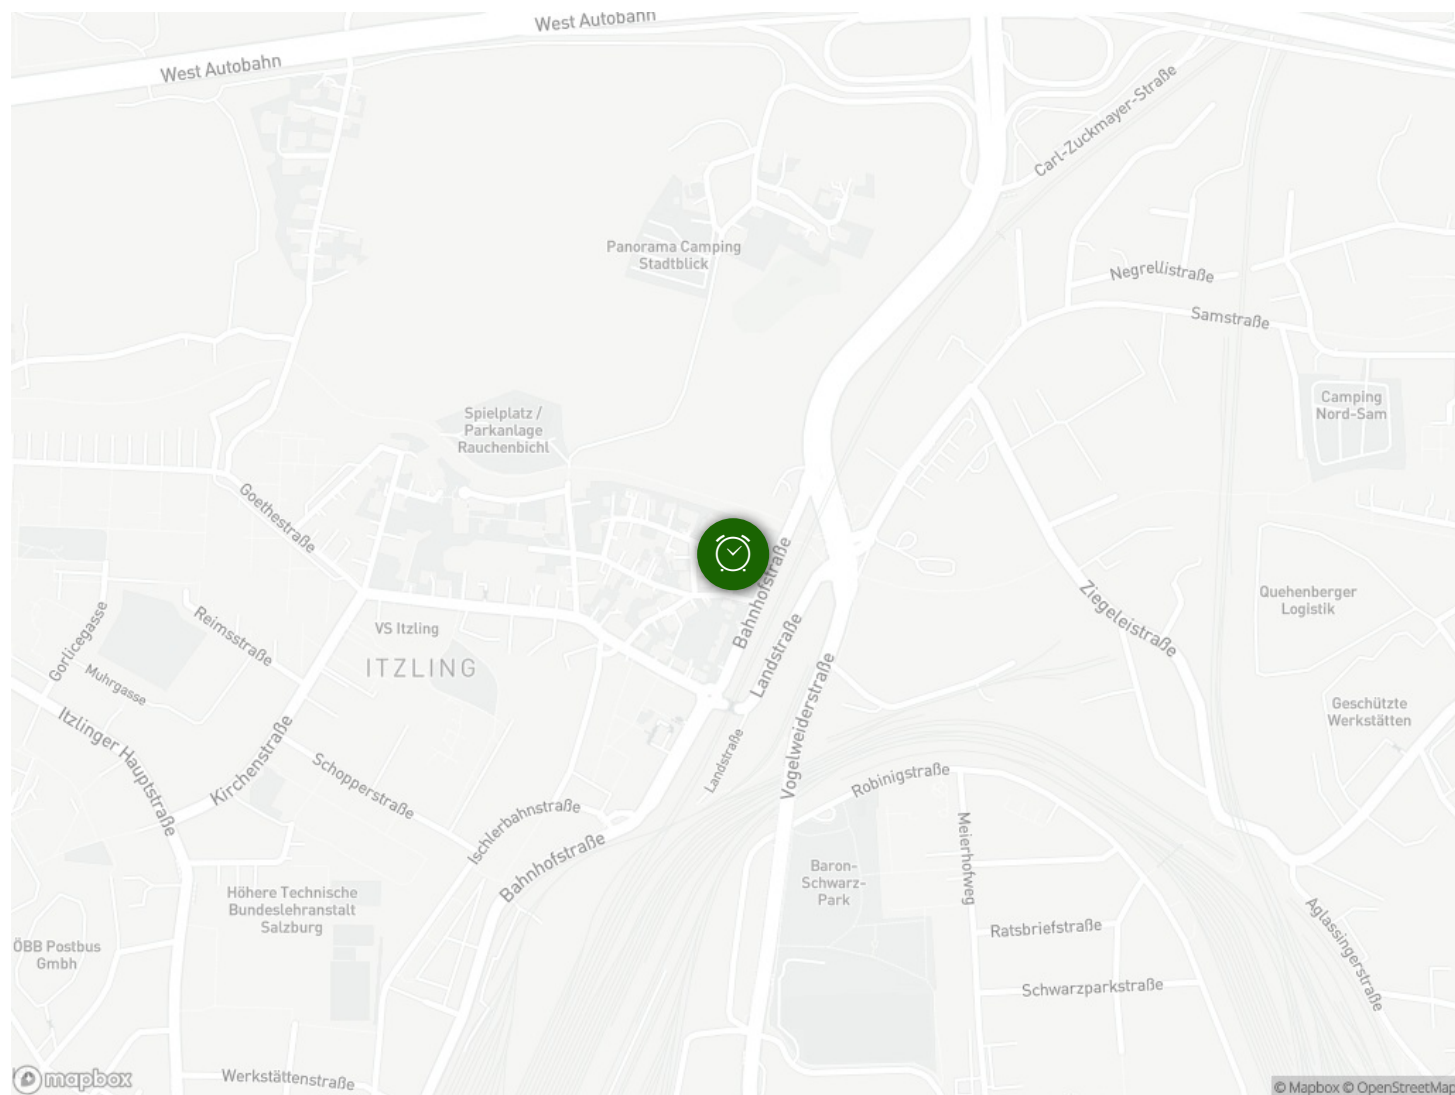 West Autobahn
West Autobahn
Carl-Zuckmayer-Straße
Panorama Camping
Stadtblick
Negrellistraße
Samstraße
Camping
Nord-Sam
Spielplatz /
Parkanlage
Rauchenbichl
Goethestraße
Bahnhofstraße
Quehenberger
Logistik
Ziegeleistraße
Gorlicegasse
Reimsstraße
VS Itzling
ITZLING
Landstraße
Muhrgasse
Vogelweiderstraße
Geschützte
Werkstätten
Itzlinger Hauptstraße
Kirchenstraße
Landstraße
Schopperstraße
Robinigstraße
Ischlerbahnstraße
Bahnhofstraße
Meierhofweg
Baron-
Schwarz-
Park
Höhere Technische
Bundeslehranstalt
Salzburg
Ratsbriefstraße
Aglassingerstraße
ÖBB Postbus
Gmbh
Schwarzparkstraße
Werkstättenstraße
mapbox
© Mapbox © OpenStreetMap